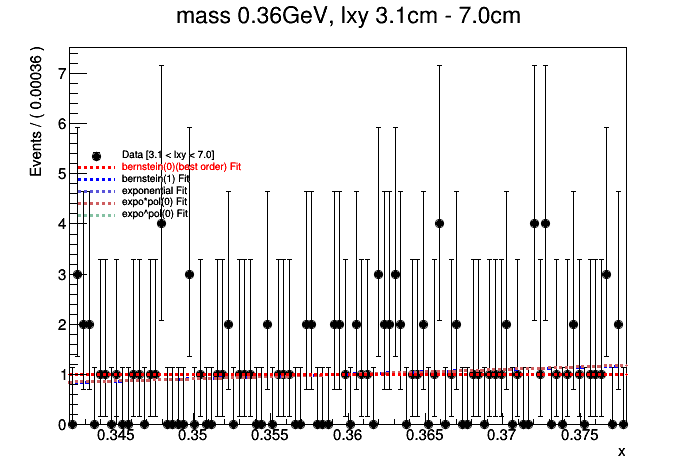 mass 0.36GeV, lxy 3.1cm - 7.0cm
Events / ( 0.00036 )
7
6
5
4
3
2
1
0
Data [3.1 < lxy < 7.0]
bernstein(0)(best order) Fit
bernstein(1) Fit
exponential Fit
expo*pol(0) Fit
expo^pol(0) Fit
0.345 0.35 0.355 0.36 0.365 0.37 0.375
x